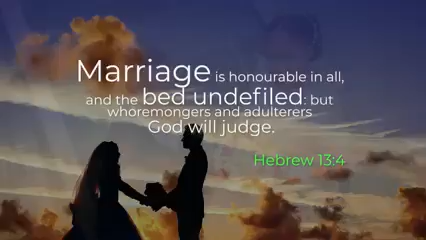 Marriage is honourable in all,
and the bed undefiled: but
whoremongers and adulterers
God will judge.
Hebrew 13:4